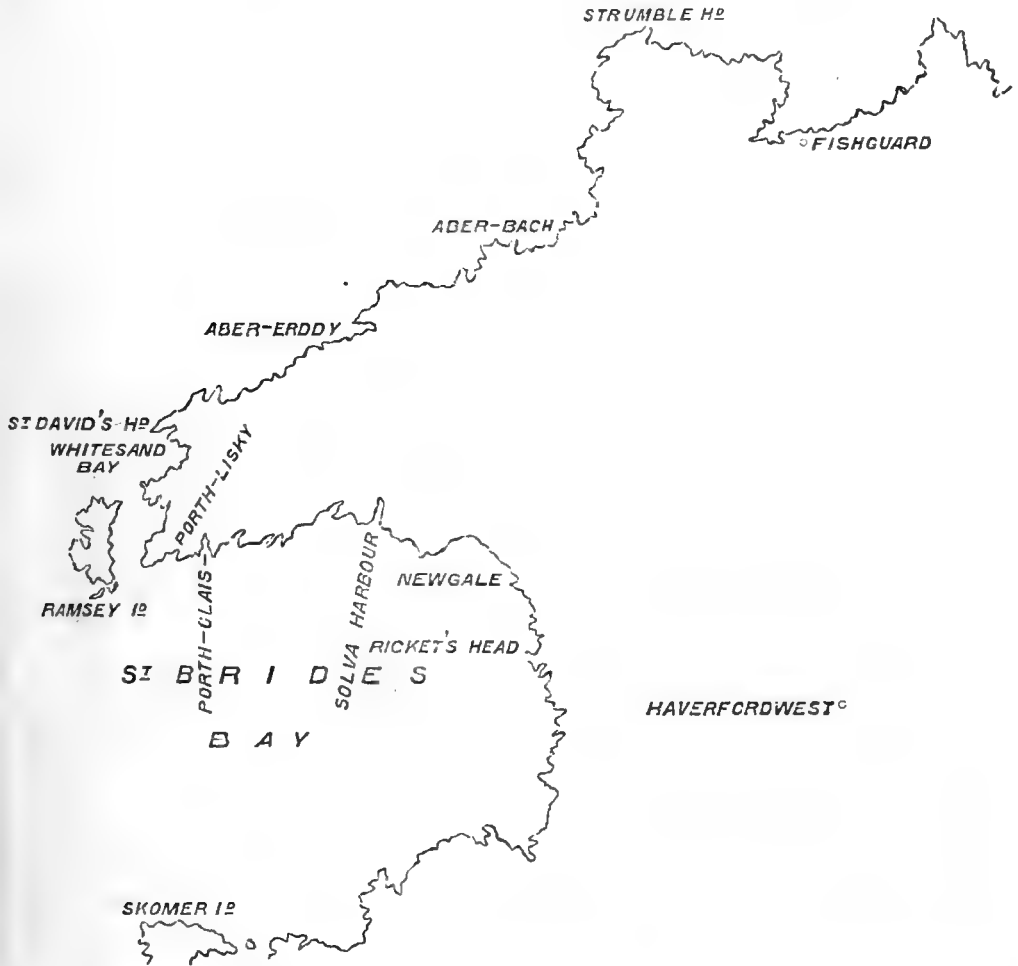 STRUMBLE Hᴰ
FISHGUARD
ABER-BACH
ABER-ERDDY
Sᵀ DAVID'S Hᴰ
WHITESAND
BAY
PORTH-LISKY
RAMSEY Iᴰ
PORTH-CLAIS
SOLVA HARBOUR
NEWGALE
RICKET'S HEAD
Sᵀ BRIDES
BAY
HAVERFORDWEST
SKOMER Iᴰ